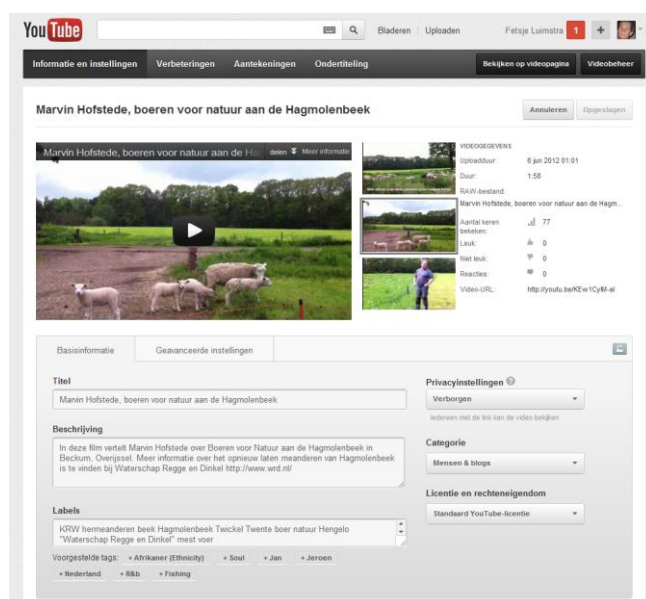 YouTube
Bladeren
Uploaden
Fetsje Luimstra
1
+
Informatie en instellingen
Verbeteringen
Aantekeningen
Ondertiteling
Bekijken op videopagina
Videobeheer
Marvin Hofstede, boeren voor natuur aan de Hagmolenbeek
Annuleren
Opgeslagen
Marvin Hofstede, boeren voor natuur aan de Ha
delen
Meer informatie
VIDEOGEGEVENS
Uploadduur: 6 jun 2012 01:01
Duur: 1:58
RAW-bestand:
Marvin Hofstede, boeren voor natuur aan de Hagm...
Aantal keren bekeken: 77
Leuk: 0
Niet leuk: 0
Reacties: 0
Video-URL:
Basisinformatie
Geavanceerde instellingen
Titel
Marvin Hofstede, boeren voor natuur aan de Hagmolenbeek
Beschrijving
In deze film vertelt Marvin Hofstede over Boeren voor Natuur aan de Hagmolenbeek in
Beckum, Overijssel. Meer informatie over het opnieuw laten meanderen van Hagmolenbeek
is te vinden bij Waterschap Regge en Dinkel http://www.wrd.nl/
Labels
KRW hermeanderen beek Hagmolenbeek Twickel Twente boer natuur Hengelo
"Waterschap Regge en Dinkel" mest voer
Voorgestelde tags: + Afrikaner (Ethnicity) + Soul + Jan + Jeroen
+ Nederland + R&b + Fishing
Privacyinstellingen
Verborgen
Iedereen met de link kan de video bekijken
Categorie
Mensen & blogs
Licentie en rechteneigendom
Standaard YouTube-licentie